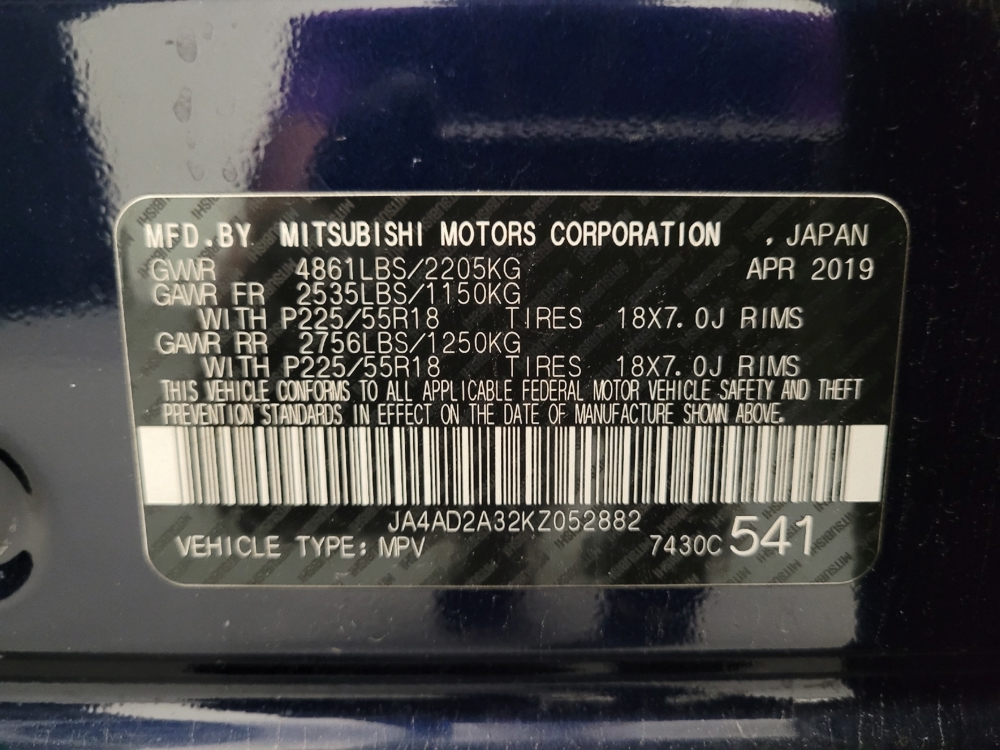 MFD.BY MITSUBISHI MOTORS CORPORATION , JAPAN
GVWR 4861LBS/2205KG APR 2019
GAWR FR 2535LBS/1150KG
WITH P225/55R18 TIRES 18X7.0J RIMS
GAWR RR 2756LBS/1250KG
WITH P225/55R18 TIRES 18X7.0J RIMS
THIS VEHICLE CONFORMS TO ALL APPLICABLE FEDERAL MOTOR VEHICLE SAFETY AND THEFT
PREVENTION STANDARDS IN EFFECT ON THE DATE OF MANUFACTURE SHOWN ABOVE.
JA4AD2A32KZ052882
VEHICLE TYPE: MPV 7430C 541